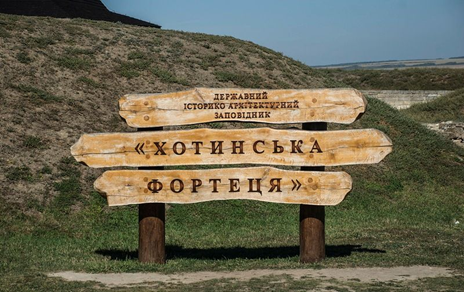 ДЕРЖАВНИЙ
ІСТОРИКО-АРХІТЕКТУРНИЙ
ЗАПОВІДНИК
«ХОТИНСЬКА
ФОРТЕЦЯ»